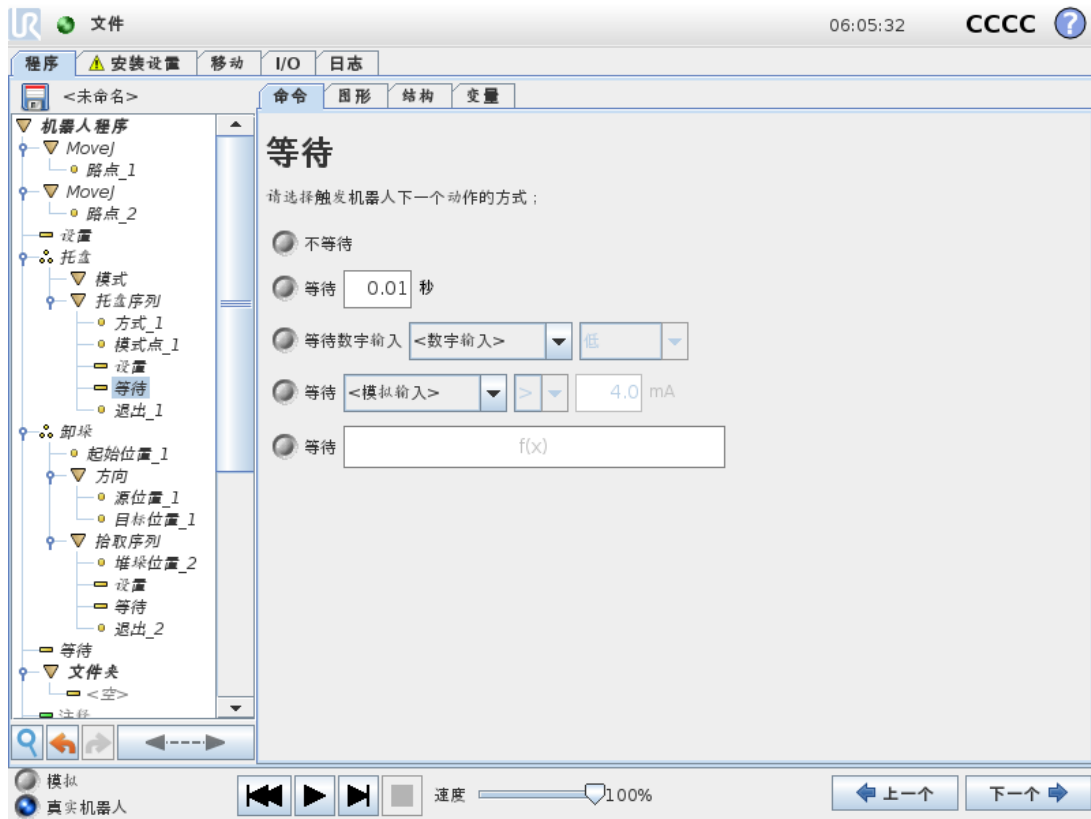 UR 文件 06:05:32 CCCC ?
程序 安装设置 移动 I/O 日志
<未命名>
命令 图形 结构 变量
机器人程序
MoveJ
路点_1
MoveJ
路点_2
设置
托盘
模式
托盘序列
方式_1
模式点_1
设置
等待
退出_1
卸垛
起始位置_1
方向
源位置_1
目标位置_1
拾取序列
堆垛位置_2
设置
等待
退出_2
等待
文件夹
<空>
注释
等待
请选择触发机器人下一个动作的方式；
不等待
等待 0.01 秒
等待数字输入 <数字输入> 低
等待 <模拟输入> > 4.0 mA
等待 f(x)
模拟
真实机器人
速度 100%
上一个 下一个